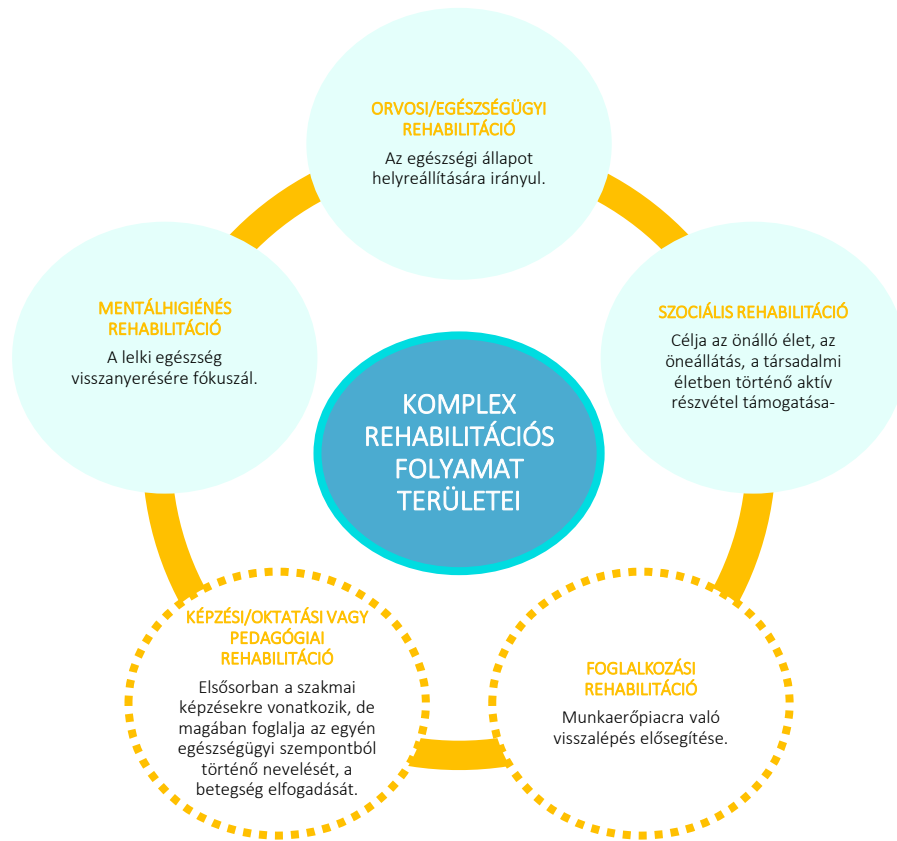 ORVOSI/EGÉSZSÉGÜGYI
REHABILITÁCIÓ
Az egészségi állapot
helyreállítására irányul.
MENTÁLHIGIÉNÉS
REHABILITÁCIÓ
A lelki egészség
visszanyerésére fókuszál.
SZOCIÁLIS REHABILITÁCIÓ
Célja az önálló élet, az
öneállátás, a társadalmi
életben történő aktív
részvétel támogatása-
KOMPLEX
REHABILITÁCIÓS
FOLYAMAT
TERÜLETEI
KÉPZÉSI/OKTATÁSI VAGY
PEDAGÓGIAI
REHABILITÁCIÓ
Elsősorban a szakmai
képzésekre vonatkozik, de
magában foglalja az egyén
egészségügyi szempontból
történő nevelését, a
betegség elfogadását.
FOGLALKOZÁSI
REHABILITÁCIÓ
Munkaerőpiacra való
visszalépés elősegítése.